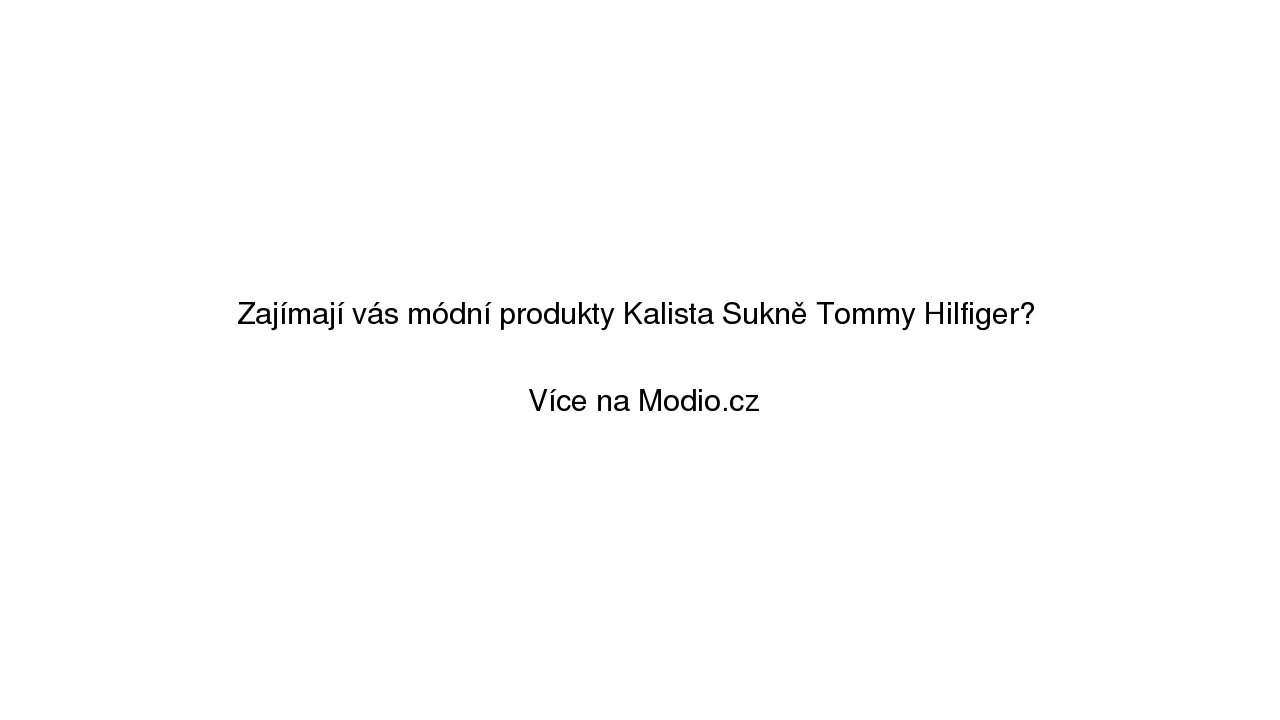 Zajímají vás módní produkty Kalista Sukně Tommy Hilfiger?
Více na Modio.cz